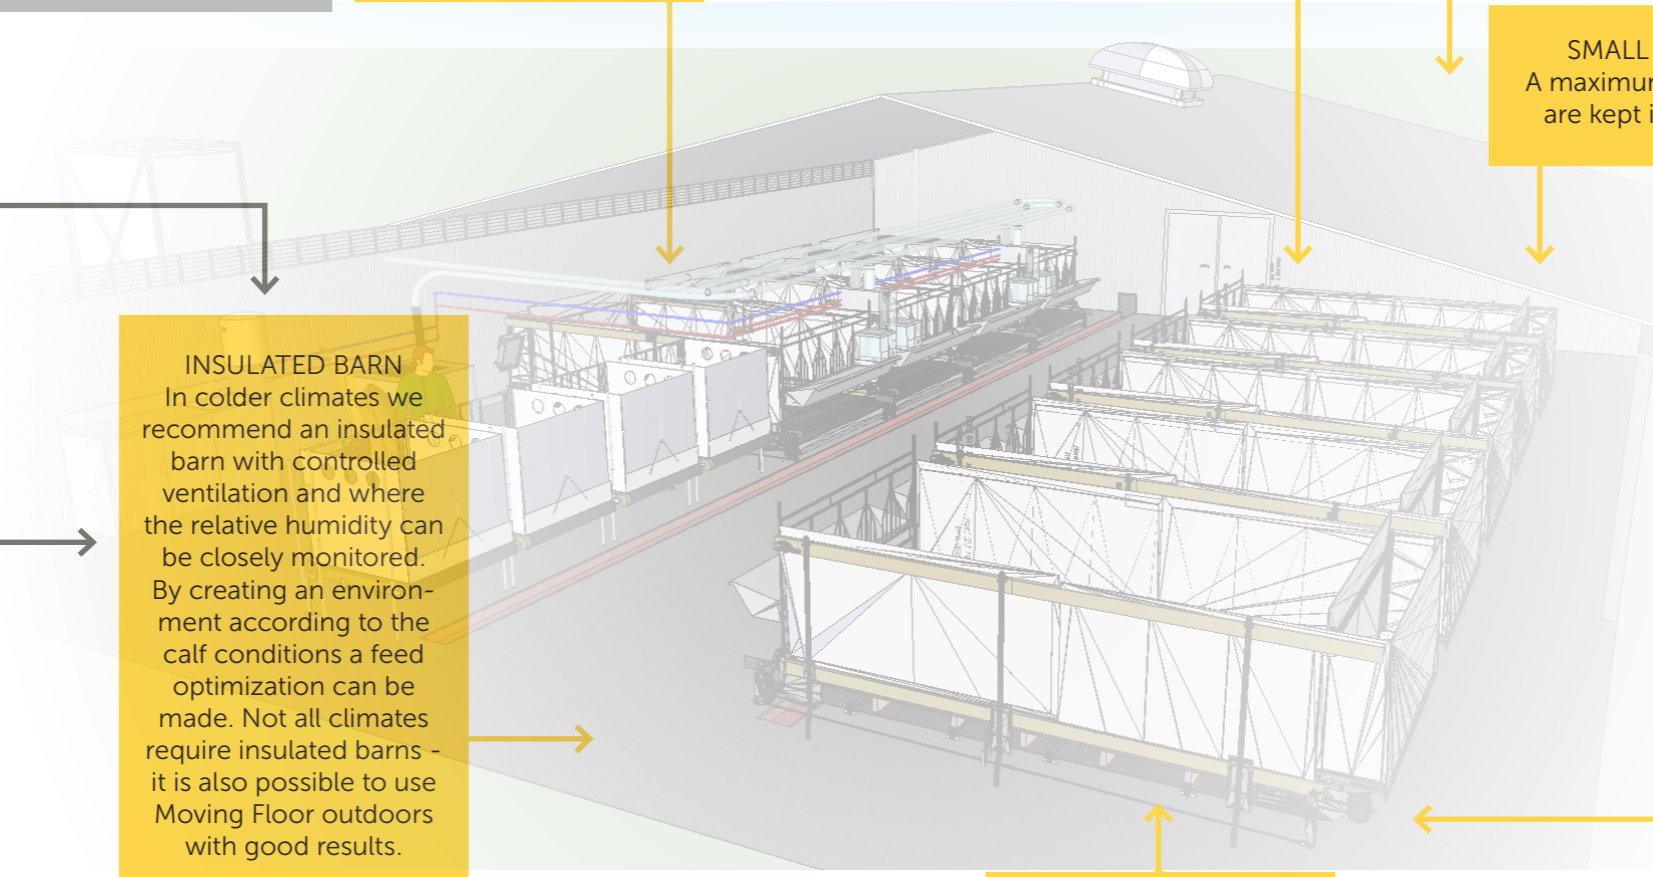 SMALL
A maximum
are kept i
INSULATED BARN
In colder climates we
recommend an insulated
barn with controlled
ventilation and where
the relative humidity can
be closely monitored.
By creating an environ-
ment according to the
calf conditions a feed
optimization can be
made. Not all climates
require insulated barns -
it is also possible to use
Moving Floor outdoors
with good results.